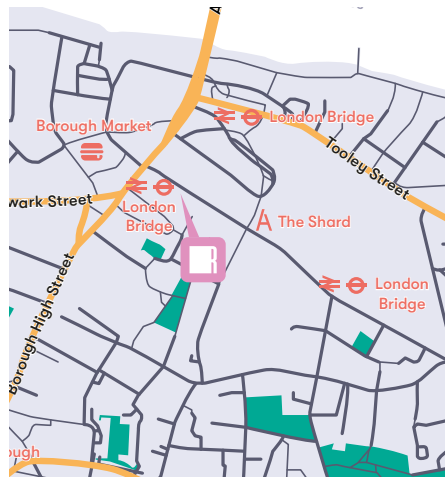 A
London Bridge
Borough Market
Tooley Street
wark Street
London
Bridge
The Shard
London
Bridge
Borough High Street
ough